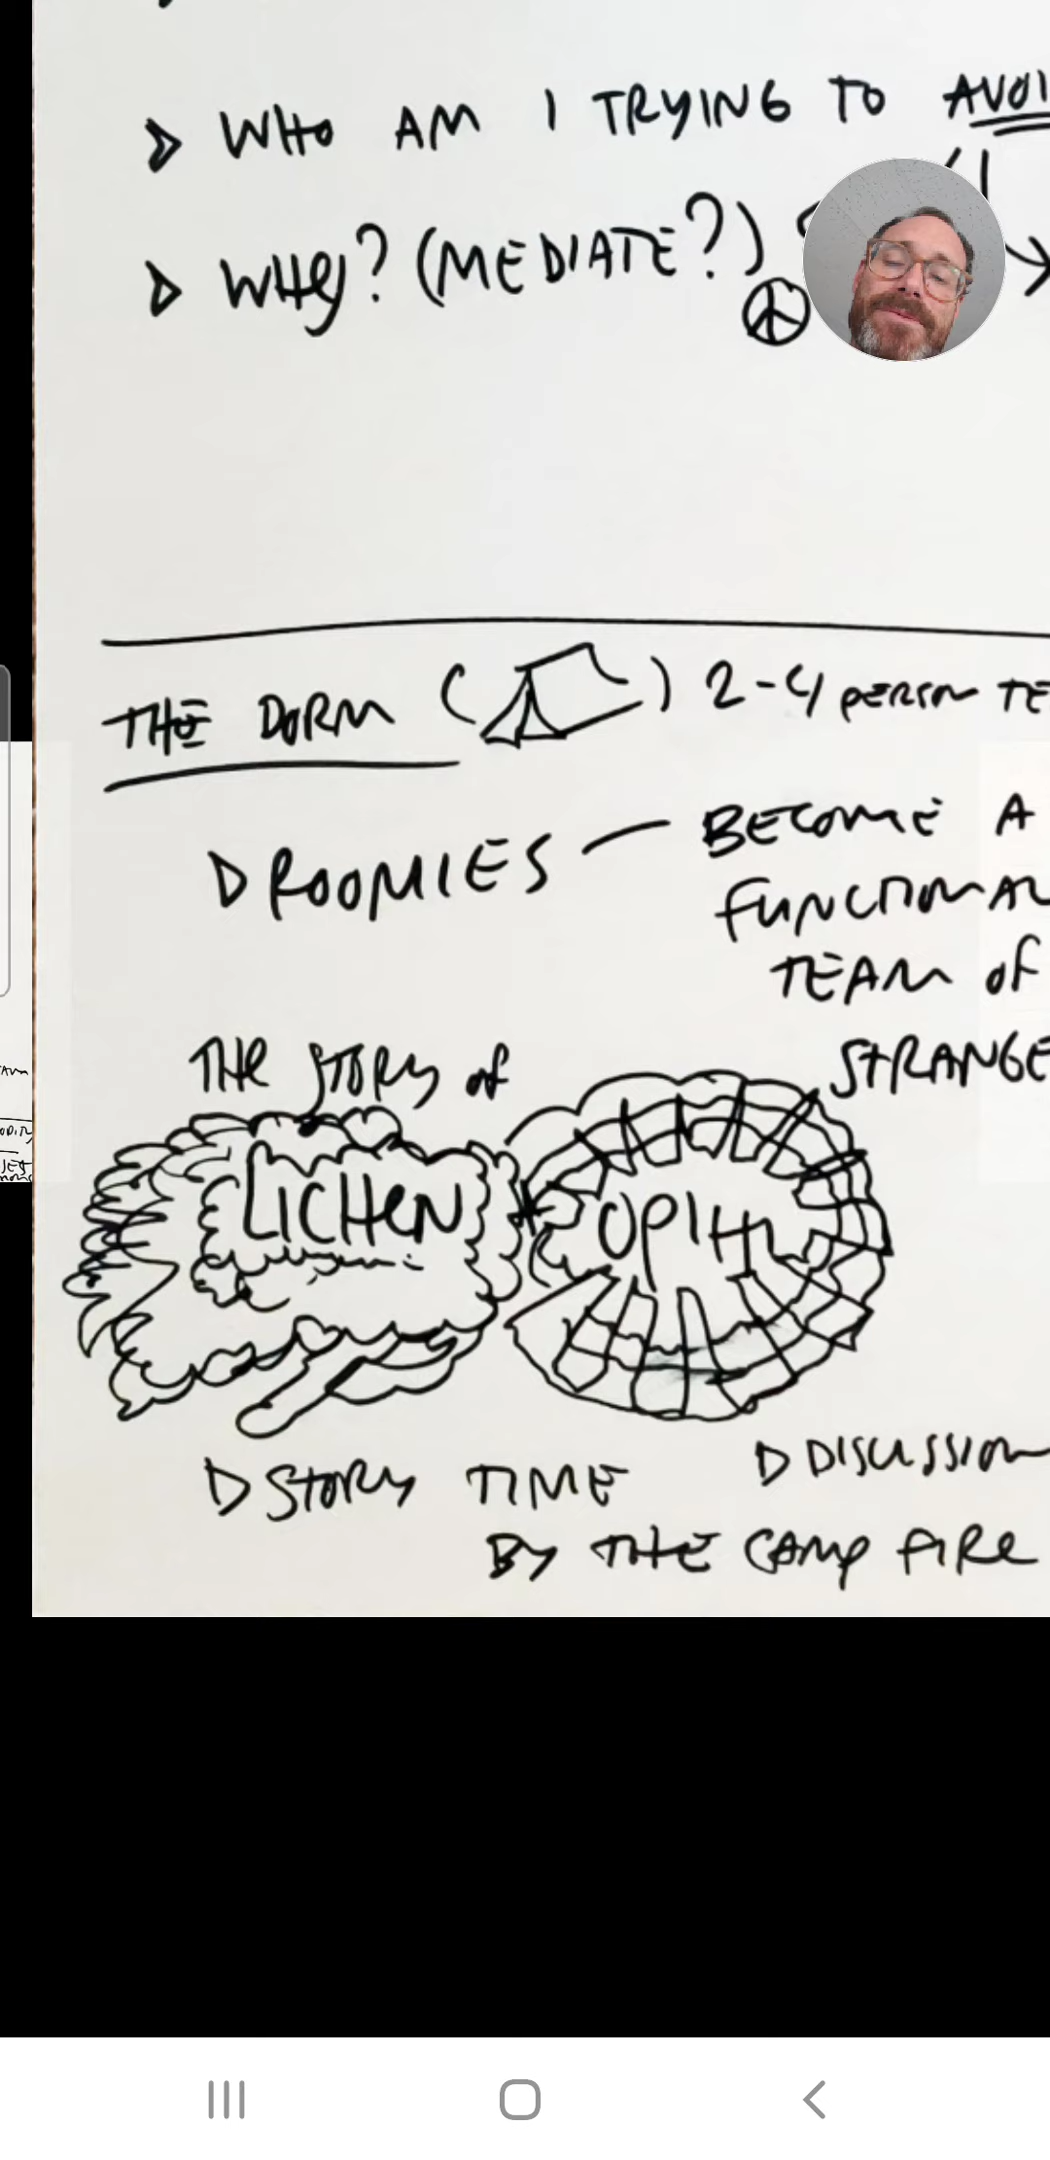 WHO AM I TRYING TO AVOI
WHY? (MEDIATE?)
THE DORM ( ) 2-4 PERSON TE
ROOMIES — BECOME A
FUNCTIONAL
TEAM OF
STRANGE
THE STORY OF
LICHEN
STORY TIME
DISCUSSION
BY THE CAMP FIRE